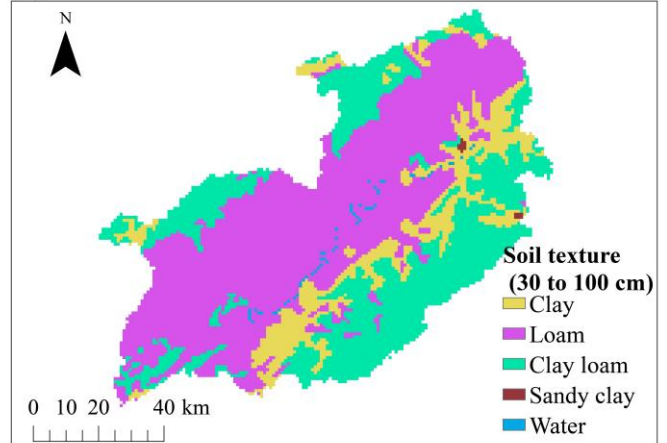 N
Soil texture
(30 to 100 cm)
Clay
Loam
Clay loam
Sandy clay
Water
0 10 20 40 km